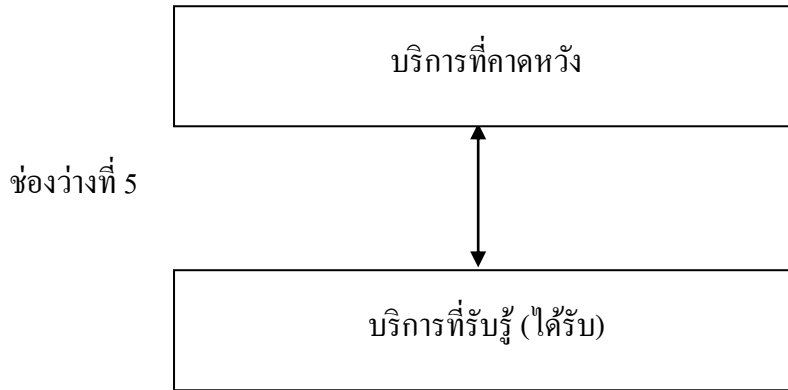 บริการที่คาดหวัง
ช่องว่างที่ 5
บริการที่รับรู้ (ได้รับ)